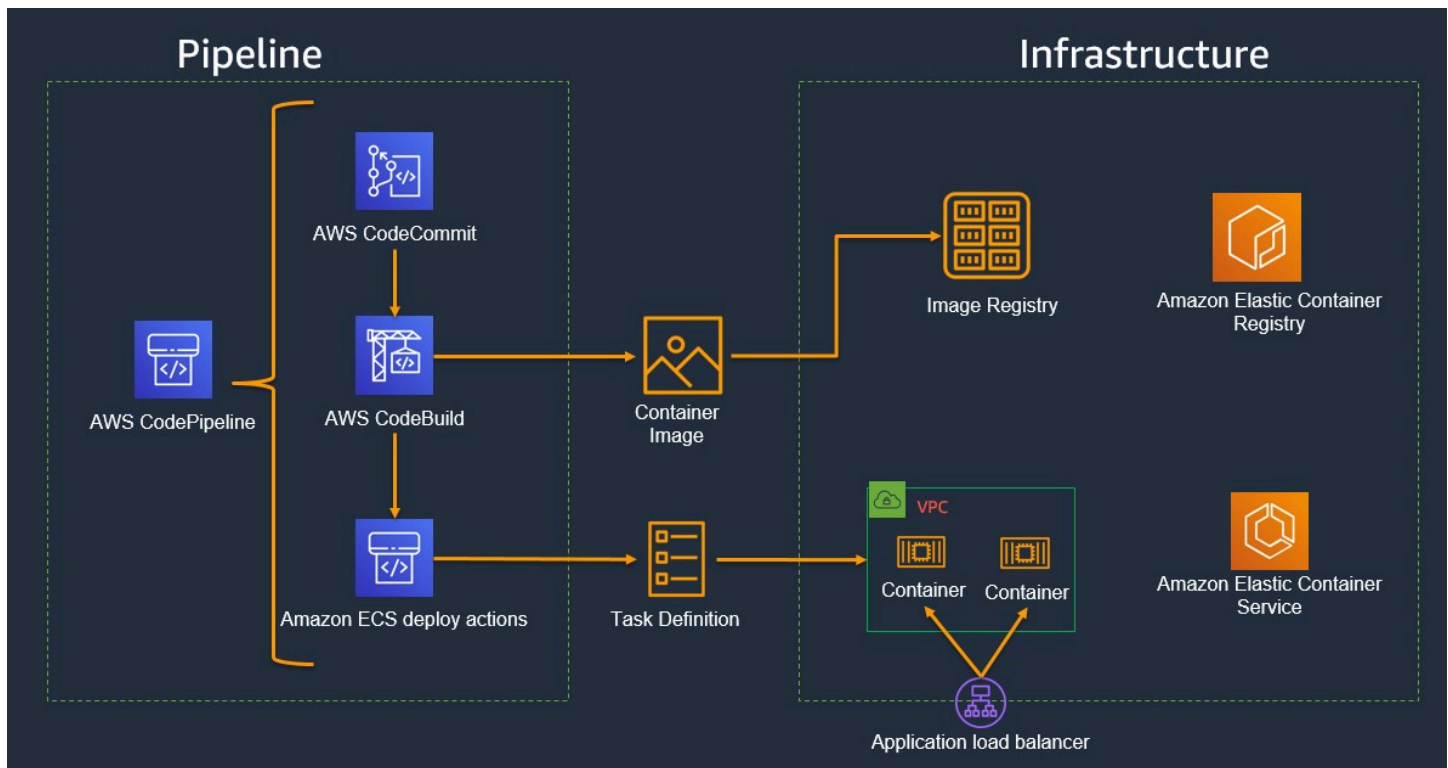 Pipeline
Infrastructure
AWS CodeCommit
AWS CodePipeline
AWS CodeBuild
Amazon ECS deploy actions
Container
Image
Task Definition
Image Registry
Amazon Elastic Container
Registry
VPC
Container
Container
Amazon Elastic Container
Service
Application load balancer